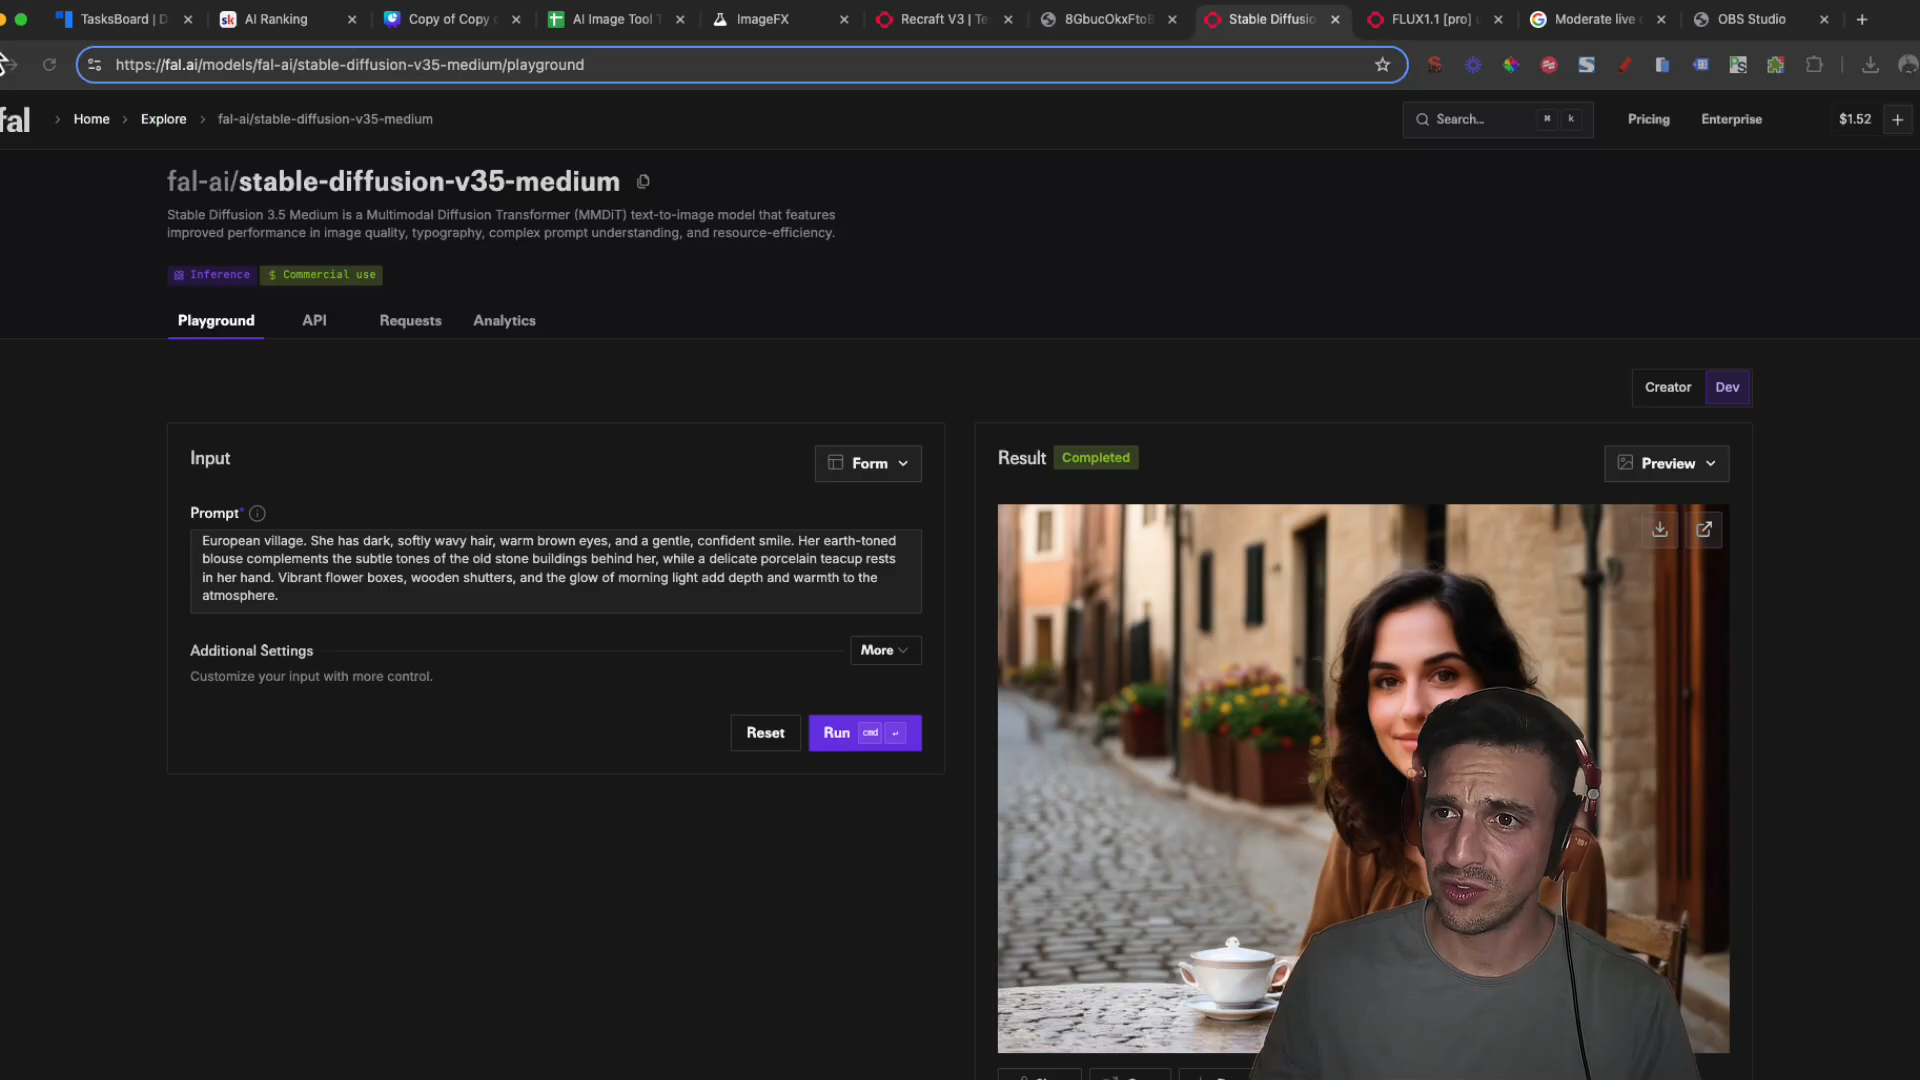 TasksBoard | D
AI Ranking
Copy of Copy
AI Image Tool T
ImageFX
Recraft V3 | Te
8GbucOkxFtoB
Stable Diffusio
FLUX1.1 [pro] u
Moderate live
OBS Studio
https://fal.ai/models/fal-ai/stable-diffusion-v35-medium/playground
fal
Home
Explore
fal-ai/stable-diffusion-v35-medium
Search...
⌘ k
Pricing
Enterprise
$1.52
+
fal-ai/stable-diffusion-v35-medium
Stable Diffusion 3.5 Medium is a Multimodal Diffusion Transformer (MMDiT) text-to-image model that features
improved performance in image quality, typography, complex prompt understanding, and resource-efficiency.
Inference
$ Commercial use
Playground
API
Requests
Analytics
Creator
Dev
Input
Form
Prompt*
European village. She has dark, softly wavy hair, warm brown eyes, and a gentle, confident smile. Her earth-toned
blouse complements the subtle tones of the old stone buildings behind her, while a delicate porcelain teacup rests
in her hand. Vibrant flower boxes, wooden shutters, and the glow of morning light add depth and warmth to the
atmosphere.
Additional Settings
More
Customize your input with more control.
Reset
Run cmd ↵
Result
Completed
Preview